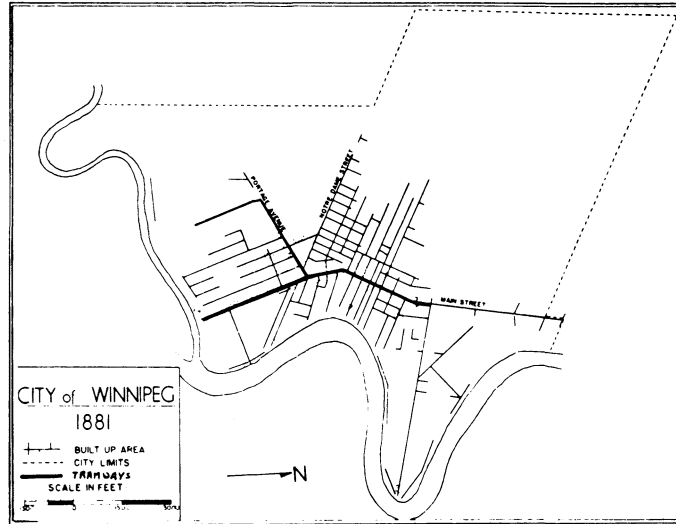 PORTAGE AVENUE
NOTRE DAME STREET
MAIN STREET
CITY of WINNIPEG
1881
BUILT UP AREA
CITY LIMITS
TRAMWAYS
SCALE IN FEET
0
N